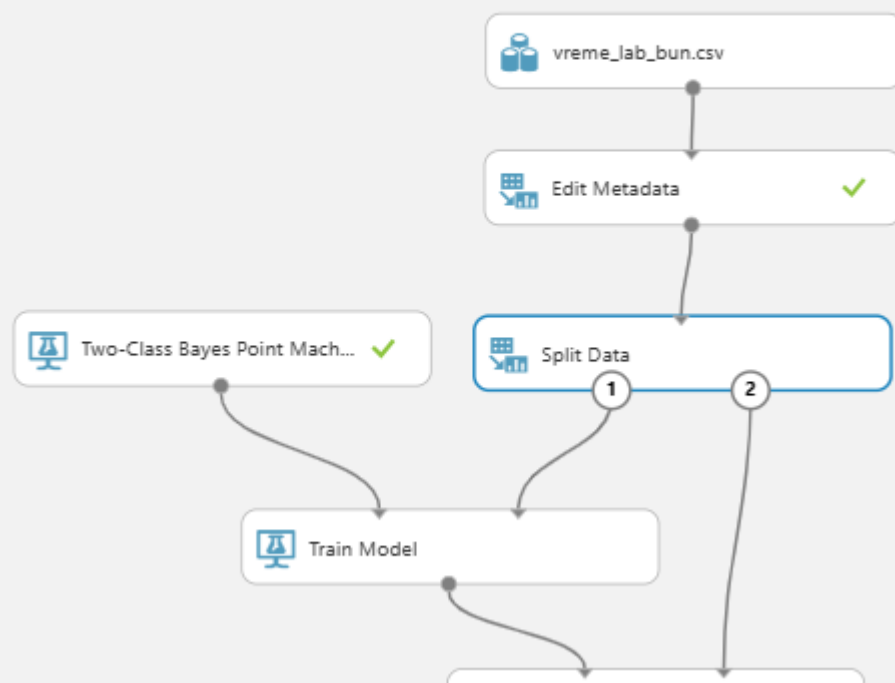 vreme_lab_bun.csv
Edit Metadata
Two-Class Bayes Point Mach...
Split Data
1
2
Train Model